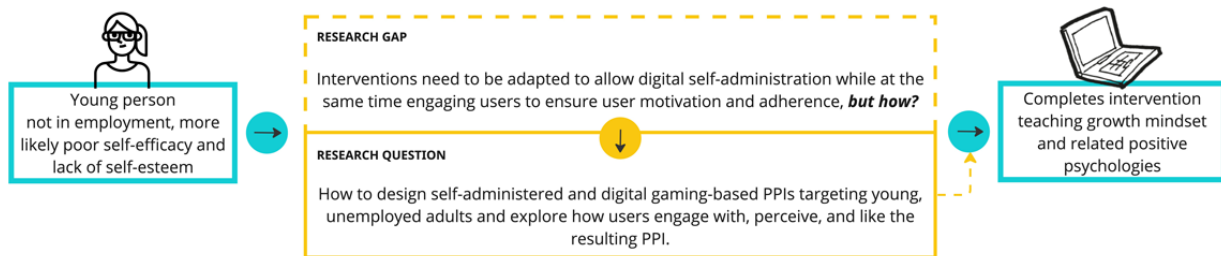 Young person
not in employment, more
likely poor self-efficacy and
lack of self-esteem
RESEARCH GAP
Interventions need to be adapted to allow digital self-administration while at the
same time engaging users to ensure user motivation and adherence, but how?
RESEARCH QUESTION
How to design self-administered and digital gaming-based PPIs targeting young,
unemployed adults and explore how users engage with, perceive, and like the
resulting PPI.
Completes intervention
teaching growth mindset
and related positive
psychologies